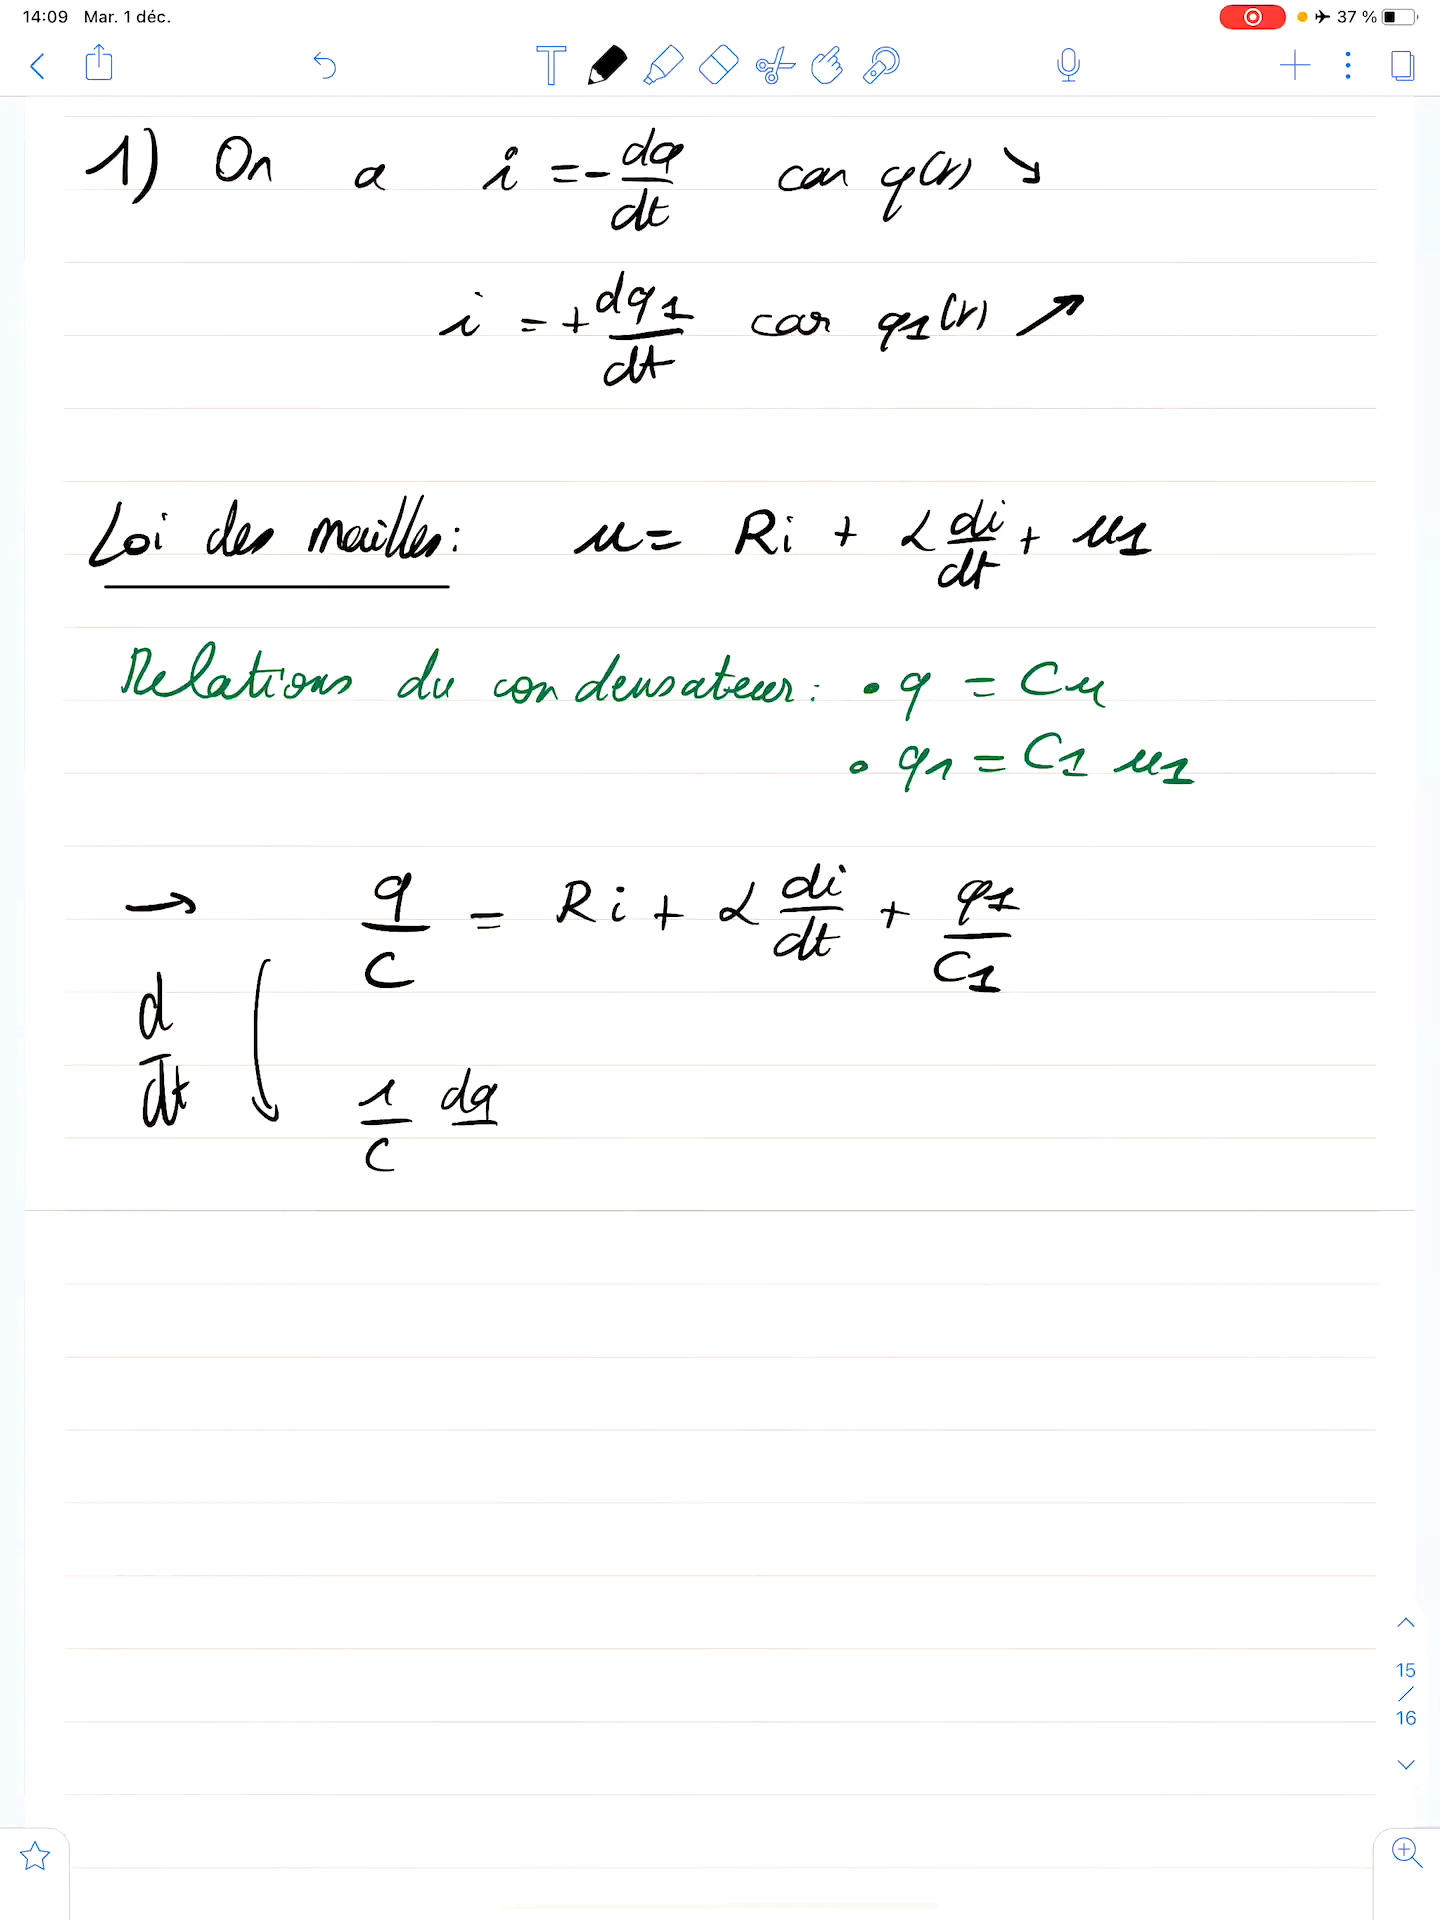 14:09 Mar. 1 déc. 37 %
1) On a i = - dq/dt car q(t) ↘
i = + dq1/dt car q1(t) ↗
Loi des mailles: u = Ri + L di/dt + u1
Relations du condensateur: • q = Cu
• q1 = C1 u1
→ q/C = Ri + L di/dt + q1/C1
d/dt 1/C dq
15
/
16